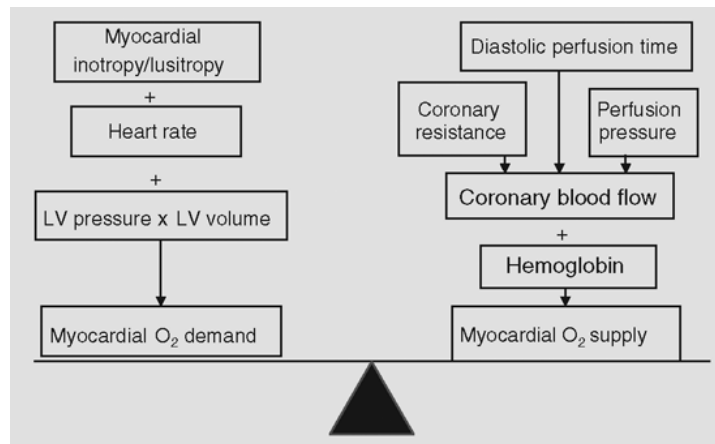 Myocardial
inotropy/lusitropy
+
Heart rate
+
LV pressure x LV volume
Myocardial O₂ demand
Diastolic perfusion time
Coronary
resistance
Perfusion
pressure
Coronary blood flow
+
Hemoglobin
Myocardial O₂ supply